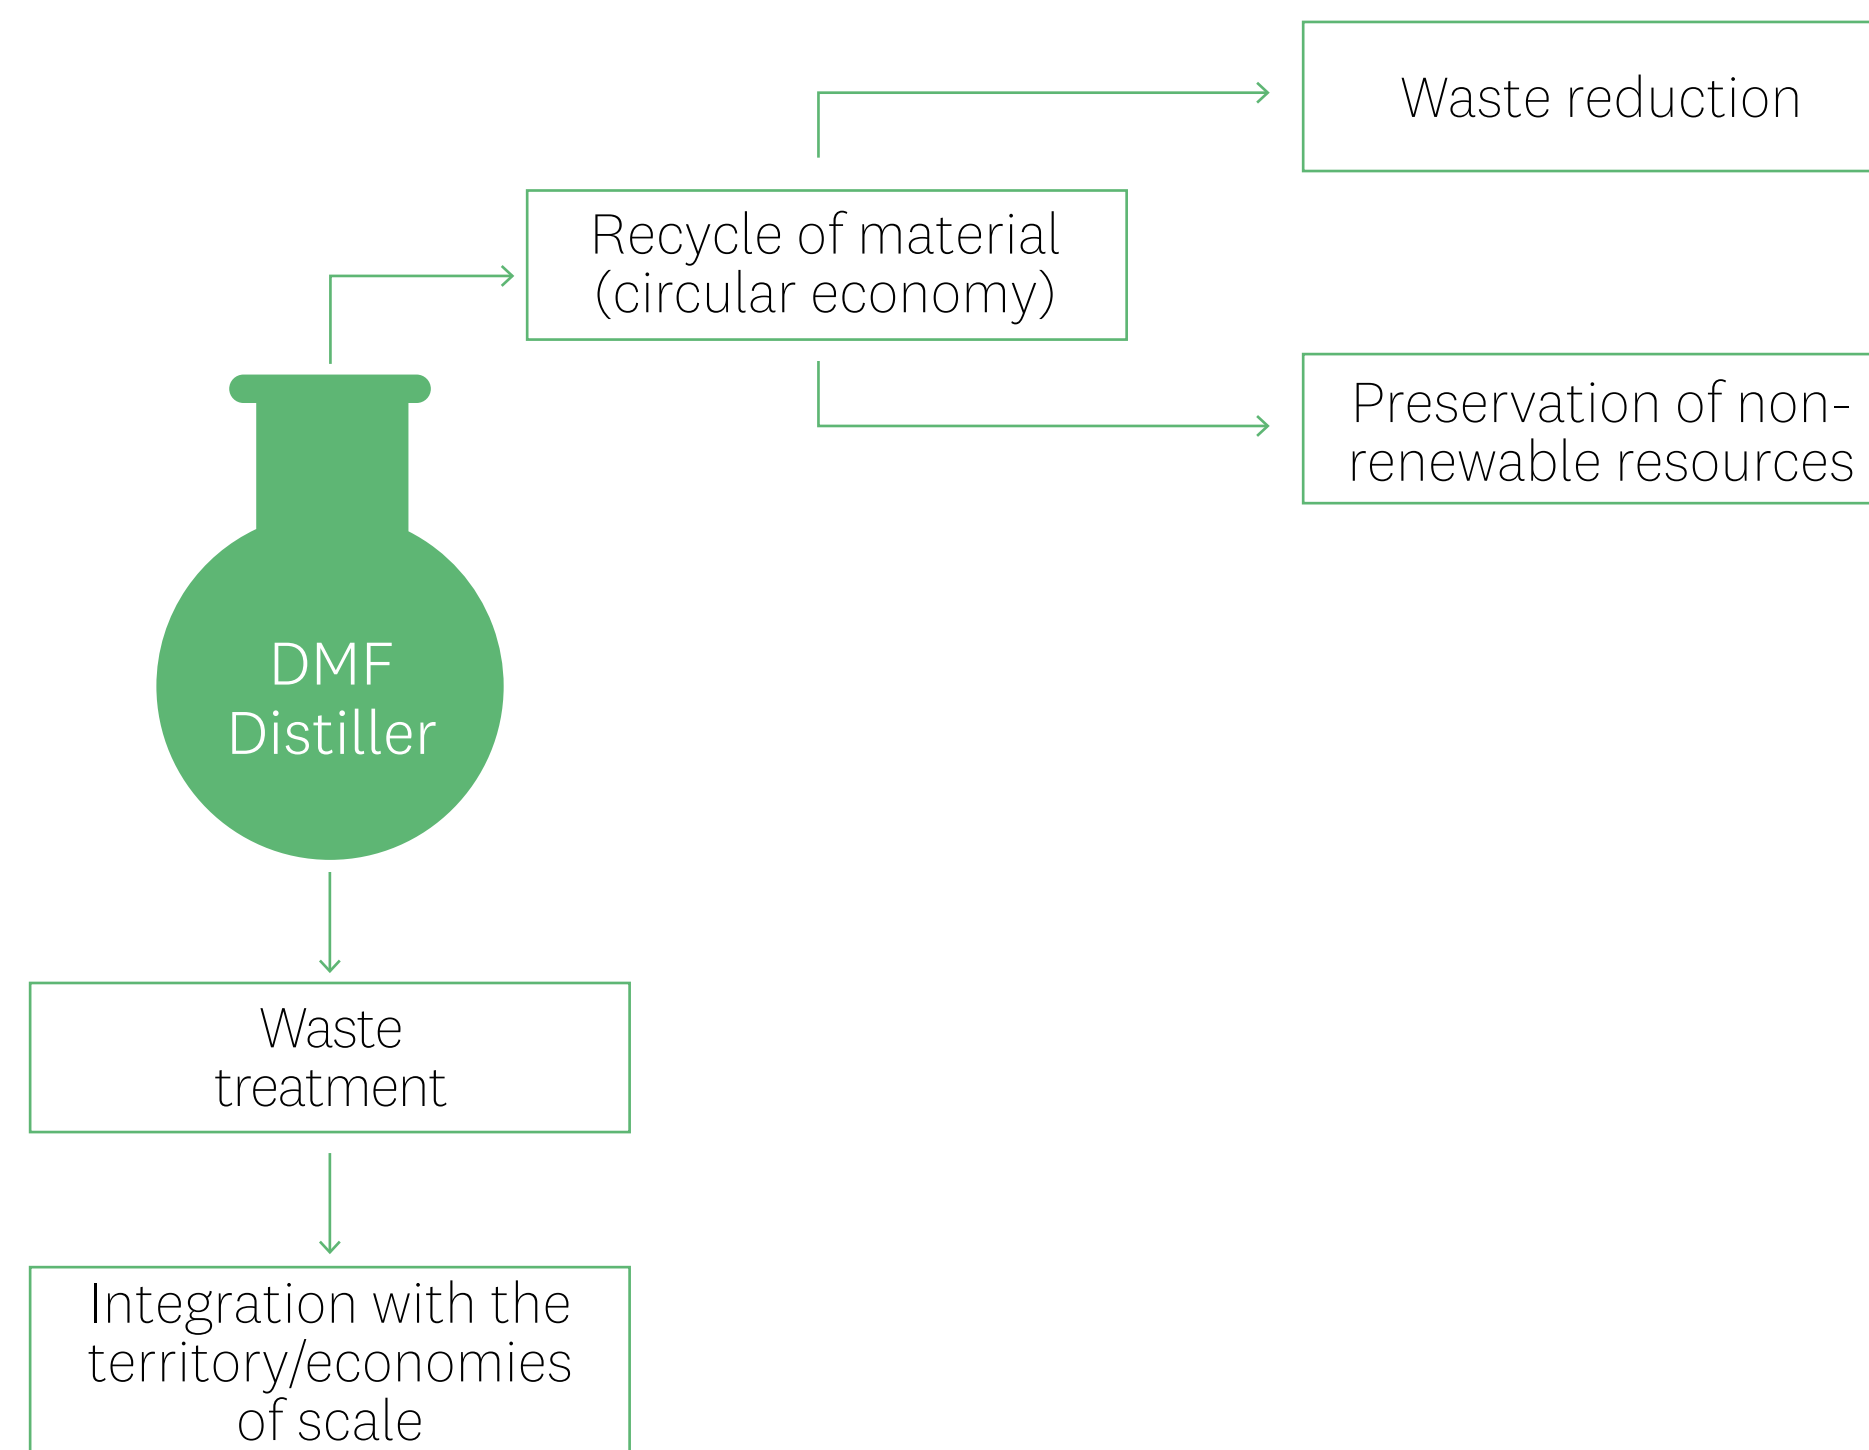 Waste reduction
Recycle of material
(circular economy)
Preservation of non-
renewable resources
DMF
Distiller
Waste
treatment
Integration with the
territory/economies
of scale